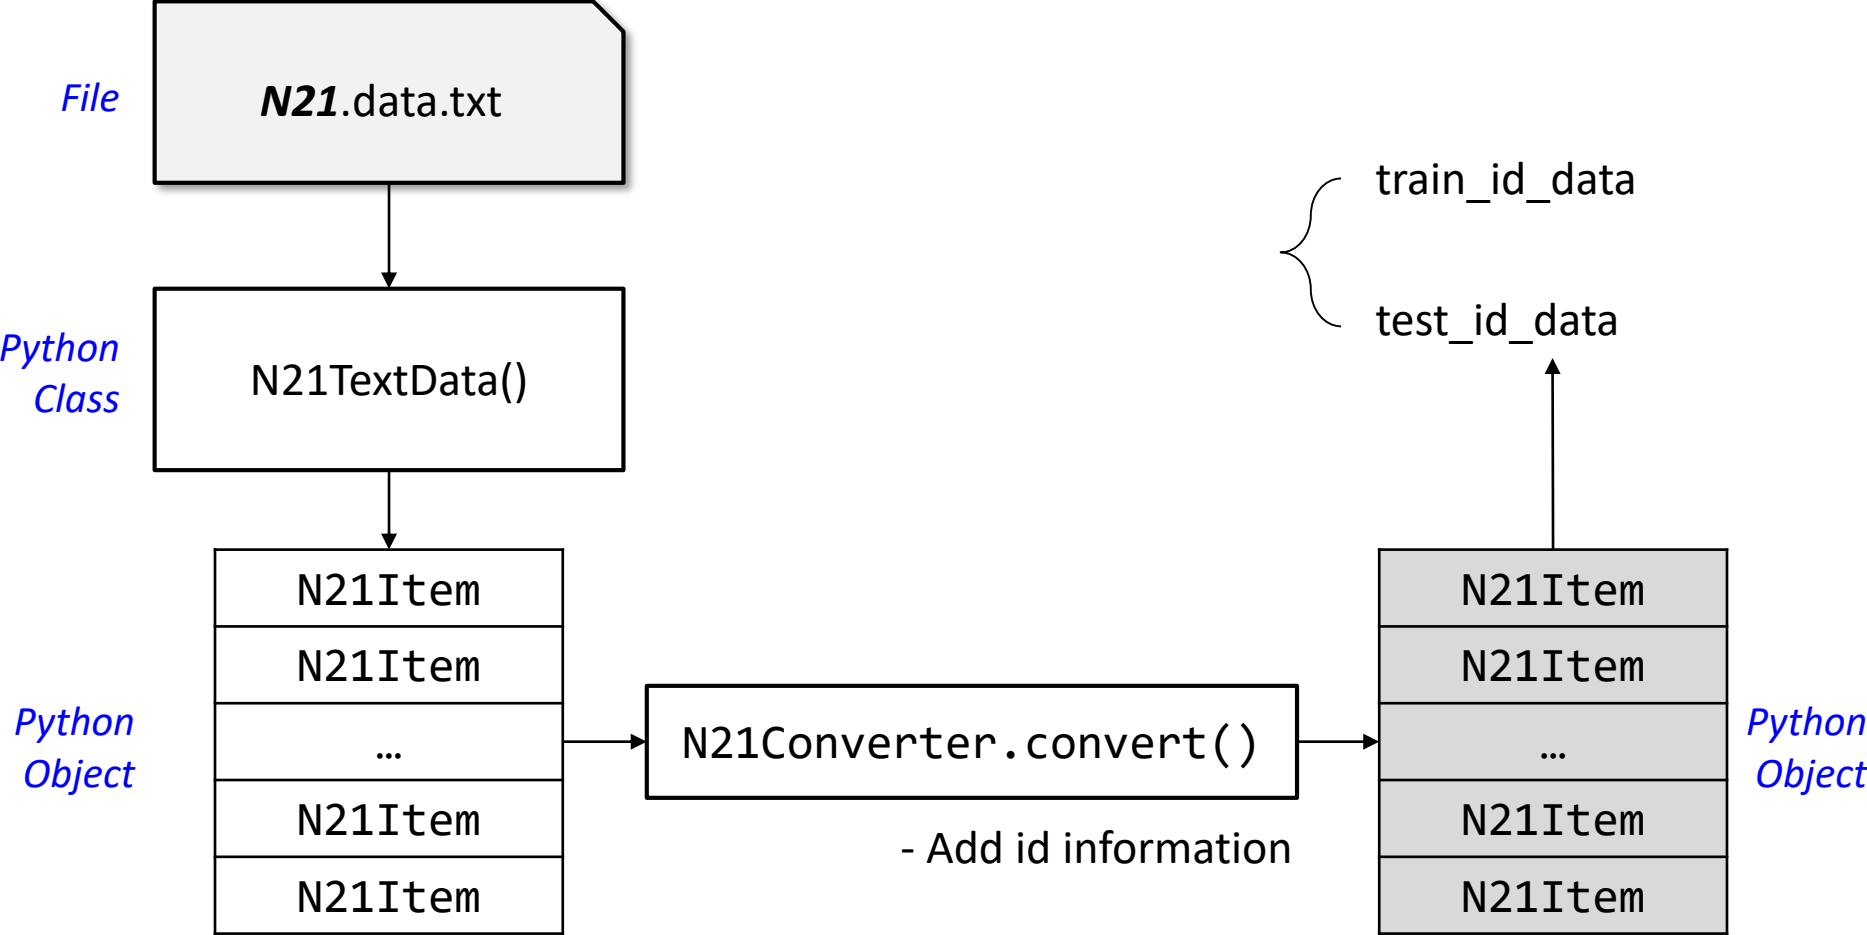 File
N21.data.txt
train_id_data
test_id_data
Python
Class
N21TextData()
N21Item
N21Item
...
N21Item
N21Item
Python
Object
N21Converter.convert()
- Add id information
N21Item
N21Item
...
N21Item
N21Item
Python
Object